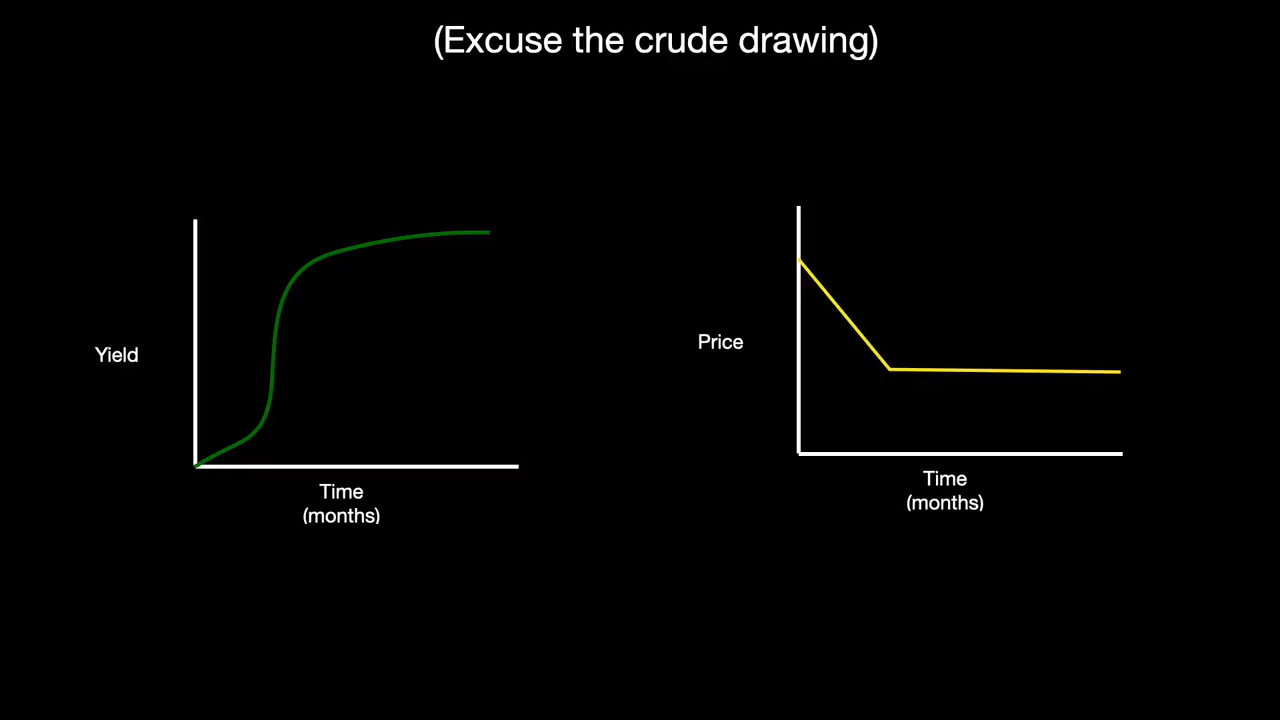 (Excuse the crude drawing)
Yield
Time
(months)
Price
Time
(months)